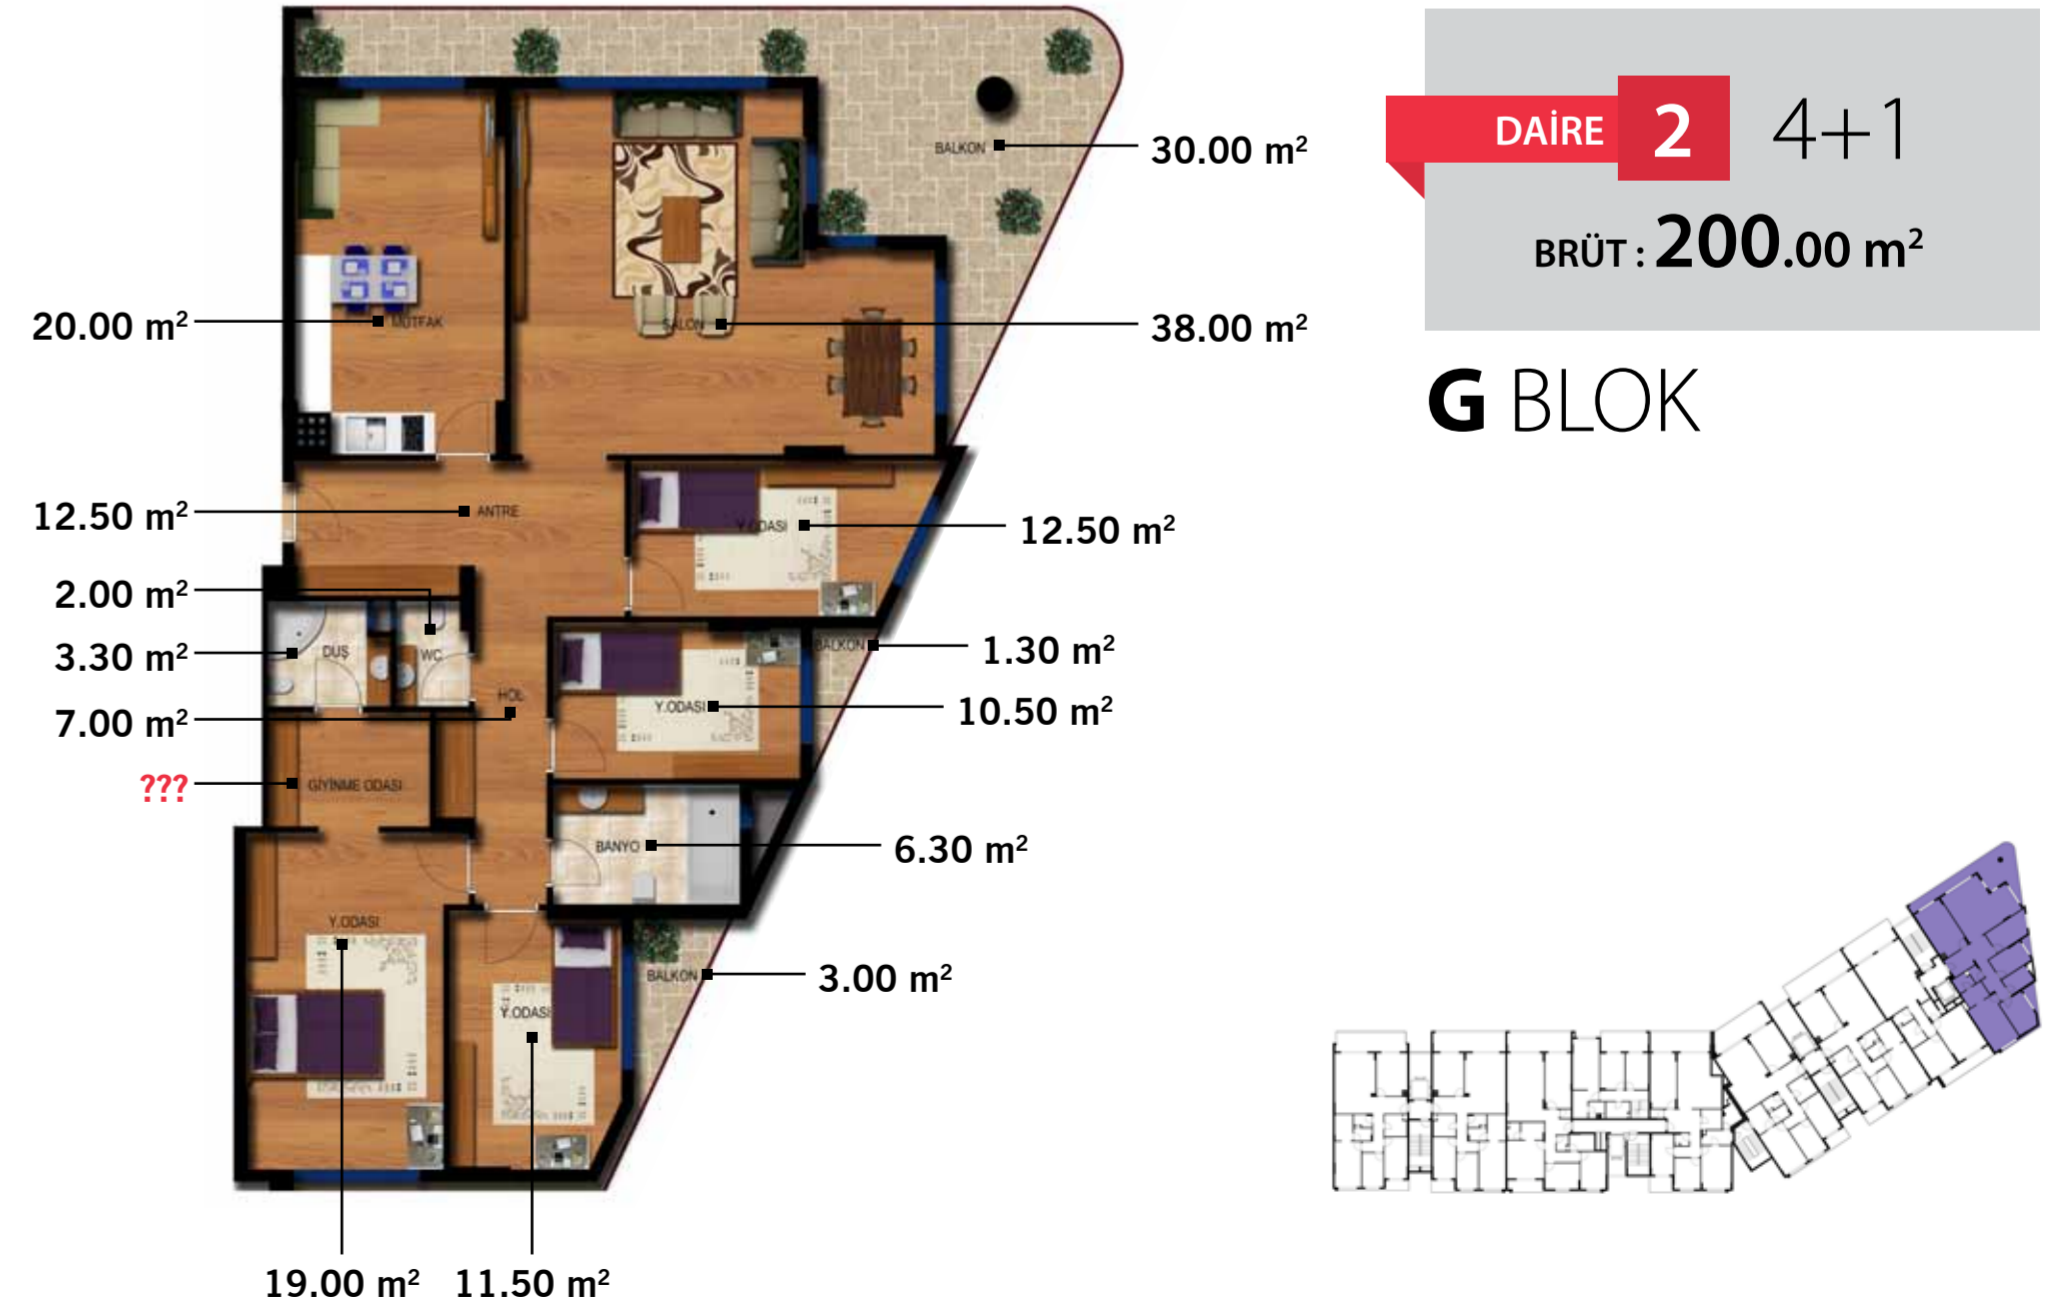 DAİRE 2 4+1
BRÜT : 200.00 m²
G BLOK
BALKON 30.00 m²
20.00 m² MUTFAK
SALON 38.00 m²
12.50 m² ANTRE
Y.ODASI 12.50 m²
2.00 m² WC
3.30 m² DUŞ
BALKON 1.30 m²
7.00 m² HOL
Y.ODASI 10.50 m²
??? GİYİNME ODASI
BANYO 6.30 m²
Y.ODASI
BALKON 3.00 m²
Y.ODASI
19.00 m² 11.50 m²